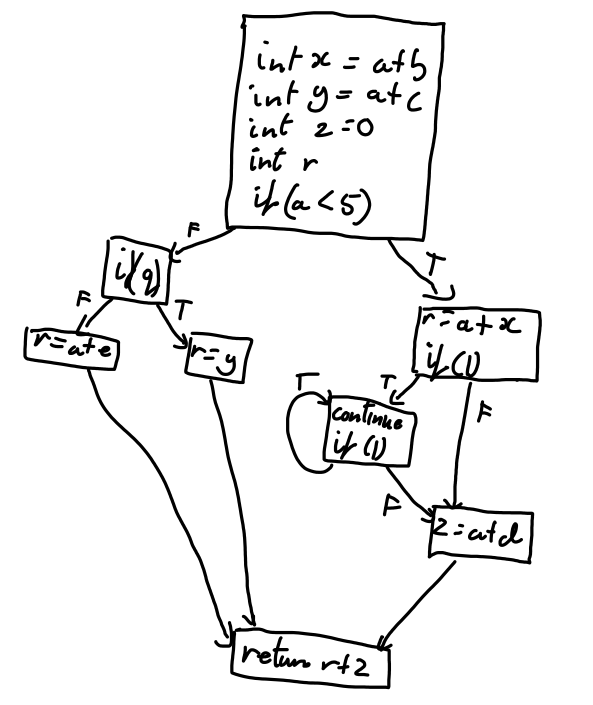 int x = a+b
int y = a+c
int z=0
int r
if(a<5)
F
T
if(q)
F
T
r=a+e
r=y
r=a+x
if(1)
T
F
T
continue
if(1)
F
z=a+d
return r+z